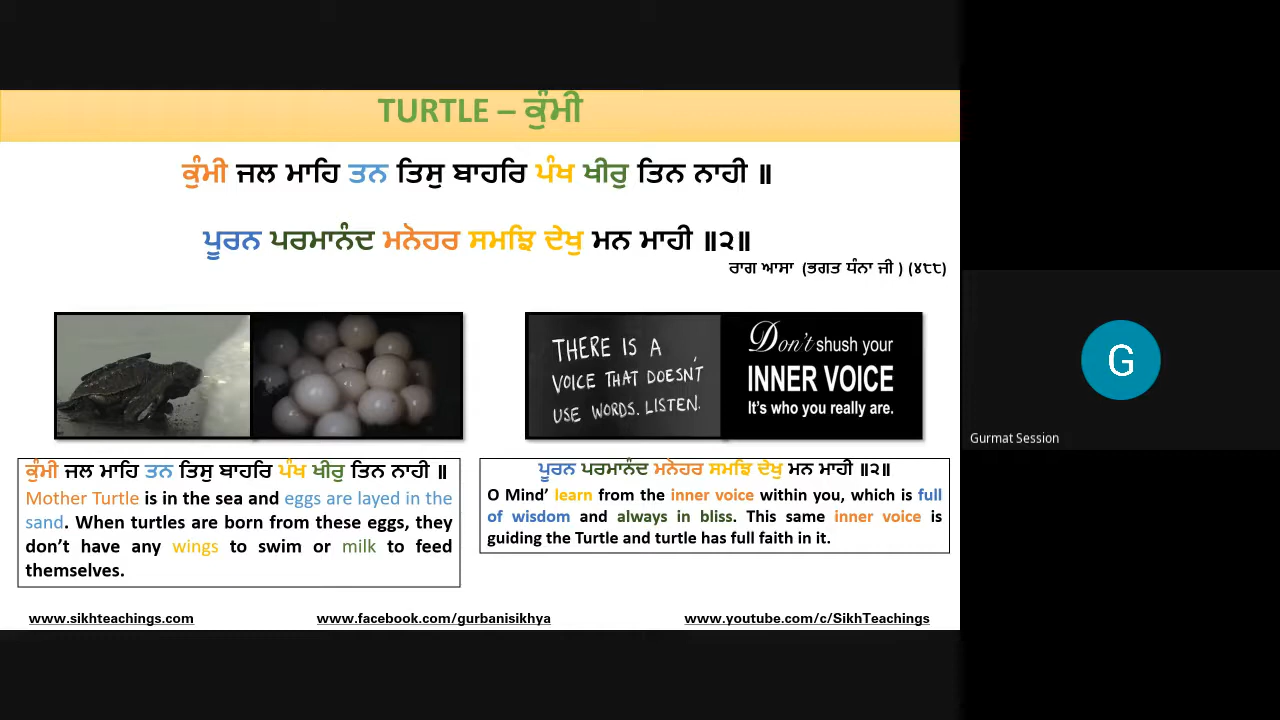 TURTLE – ਕੁੰਮੀ
ਕੁੰਮੀ ਜਲ ਮਾਹਿ ਤਨ ਤਿਸੁ ਬਾਹਰਿ ਪੰਖ ਖੀਰੁ ਤਿਨ ਨਾਹੀ ॥
ਪੂਰਨ ਪਰਮਾਨੰਦ ਮਨੋਹਰ ਸਮਝਿ ਦੇਖੁ ਮਨ ਮਾਹੀ ॥੨॥
ਰਾਗ ਆਸਾ (ਭਗਤ ਧੰਨਾ ਜੀ ) (੪੮੮)
THERE IS A
VOICE THAT DOESN'T
USE WORDS. LISTEN.
Don't shush your
INNER VOICE
It's who you really are.
ਕੁੰਮੀ ਜਲ ਮਾਹਿ ਤਨ ਤਿਸੁ ਬਾਹਰਿ ਪੰਖ ਖੀਰੁ ਤਿਨ ਨਾਹੀ ॥
Mother Turtle is in the sea and eggs are layed in the
sand. When turtles are born from these eggs, they
don't have any wings to swim or milk to feed
themselves.
ਪੂਰਨ ਪਰਮਾਨੰਦ ਮਨੋਹਰ ਸਮਝਿ ਦੇਖੁ ਮਨ ਮਾਹੀ ॥੨॥
O Mind' learn from the inner voice within you, which is full
of wisdom and always in bliss. This same inner voice is
guiding the Turtle and turtle has full faith in it.
www.sikhteachings.com
www.facebook.com/gurbanisikhya
www.youtube.com/c/SikhTeachings
G
Gurmat Session